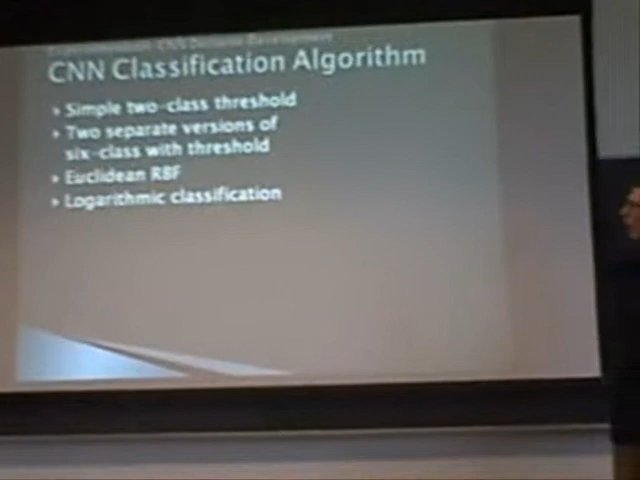 CNN Classification Algorithm
Simple two-class threshold
Two separate versions of
six-class with threshold
Euclidean RBF
Logarithmic classification